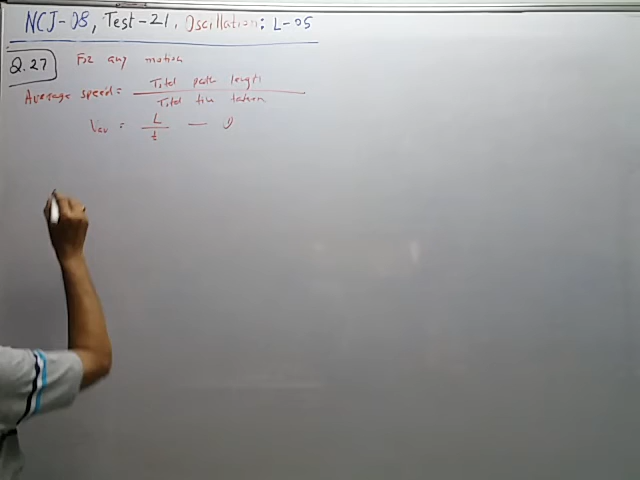 NCJ-08, Test-21, Oscillation: L-05
Q.27 For any motion
Average speed = Total path length
Total time taken
Vav = L/t — 1)